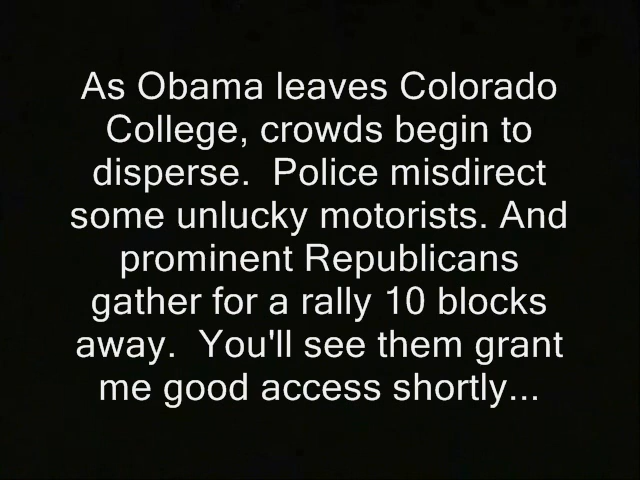 As Obama leaves Colorado
College, crowds begin to
disperse.  Police misdirect
some unlucky motorists. And
prominent Republicans
gather for a rally 10 blocks
away.  You'll see them grant
me good access shortly...